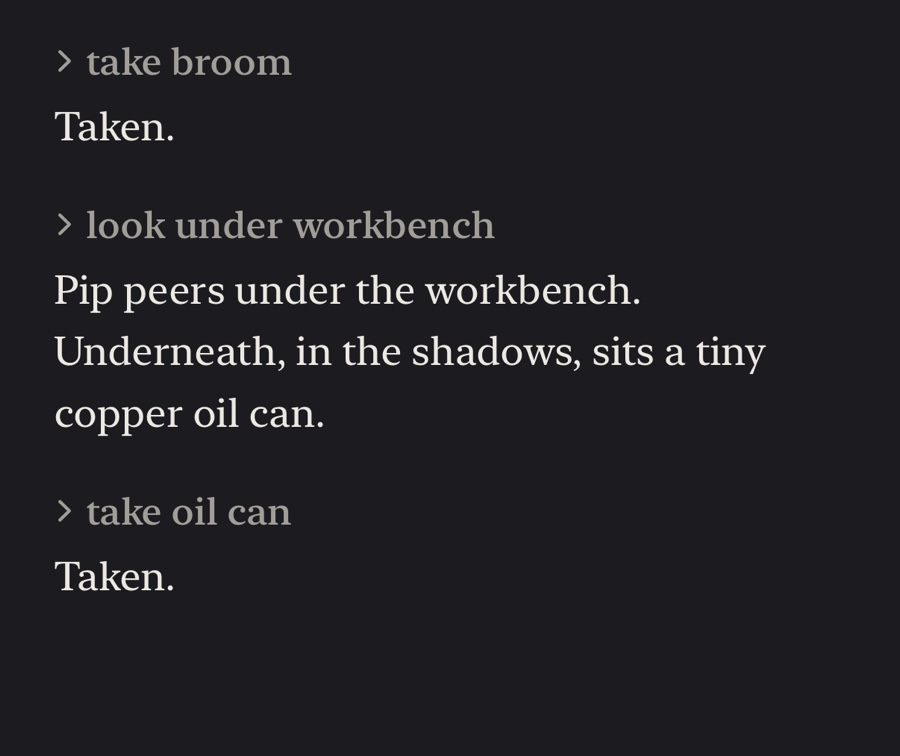 > take broom
Taken.
> look under workbench
Pip peers under the workbench.
Underneath, in the shadows, sits a tiny
copper oil can.
> take oil can
Taken.